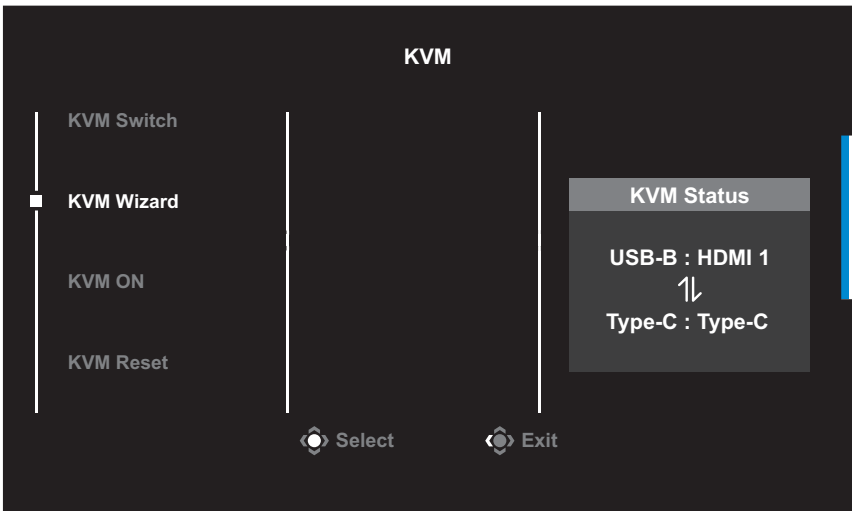 KVM
KVM Switch
KVM Wizard
KVM ON
KVM Reset
KVM Status
USB-B : HDMI 1
Type-C : Type-C
Select
Exit